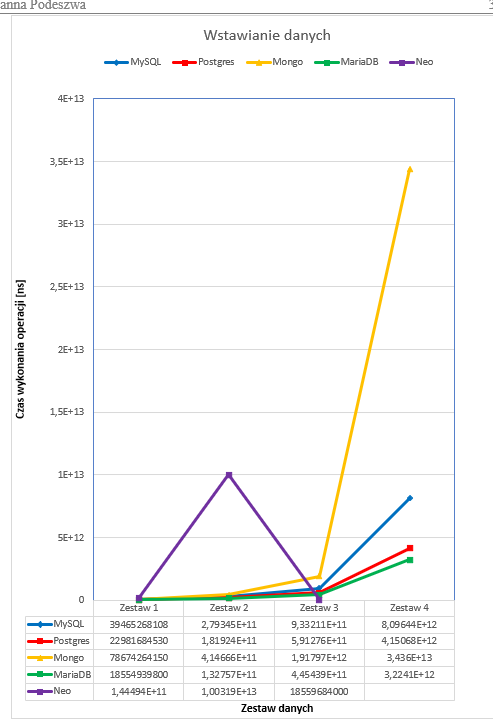 anna Podeszwa 3
Wstawianie danych
MySQL Postgres Mongo MariaDB Neo
4E+13
3,5E+13
3E+13
2,5E+13
2E+13
1,5E+13
1E+13
5E+12
0
Czas wykonania operacji [ns]
Zestaw 1 Zestaw 2 Zestaw 3 Zestaw 4
MySQL 39465268108 2,79345E+11 9,33211E+11 8,09644E+12
Postgres 22981684530 1,81924E+11 5,91276E+11 4,15068E+12
Mongo 78674264150 4,14666E+11 1,91797E+12 3,436E+13
MariaDB 18554939800 1,32757E+11 4,45439E+11 3,2241E+12
Neo 1,44494E+11 1,00319E+13 18559684000
Zestaw danych